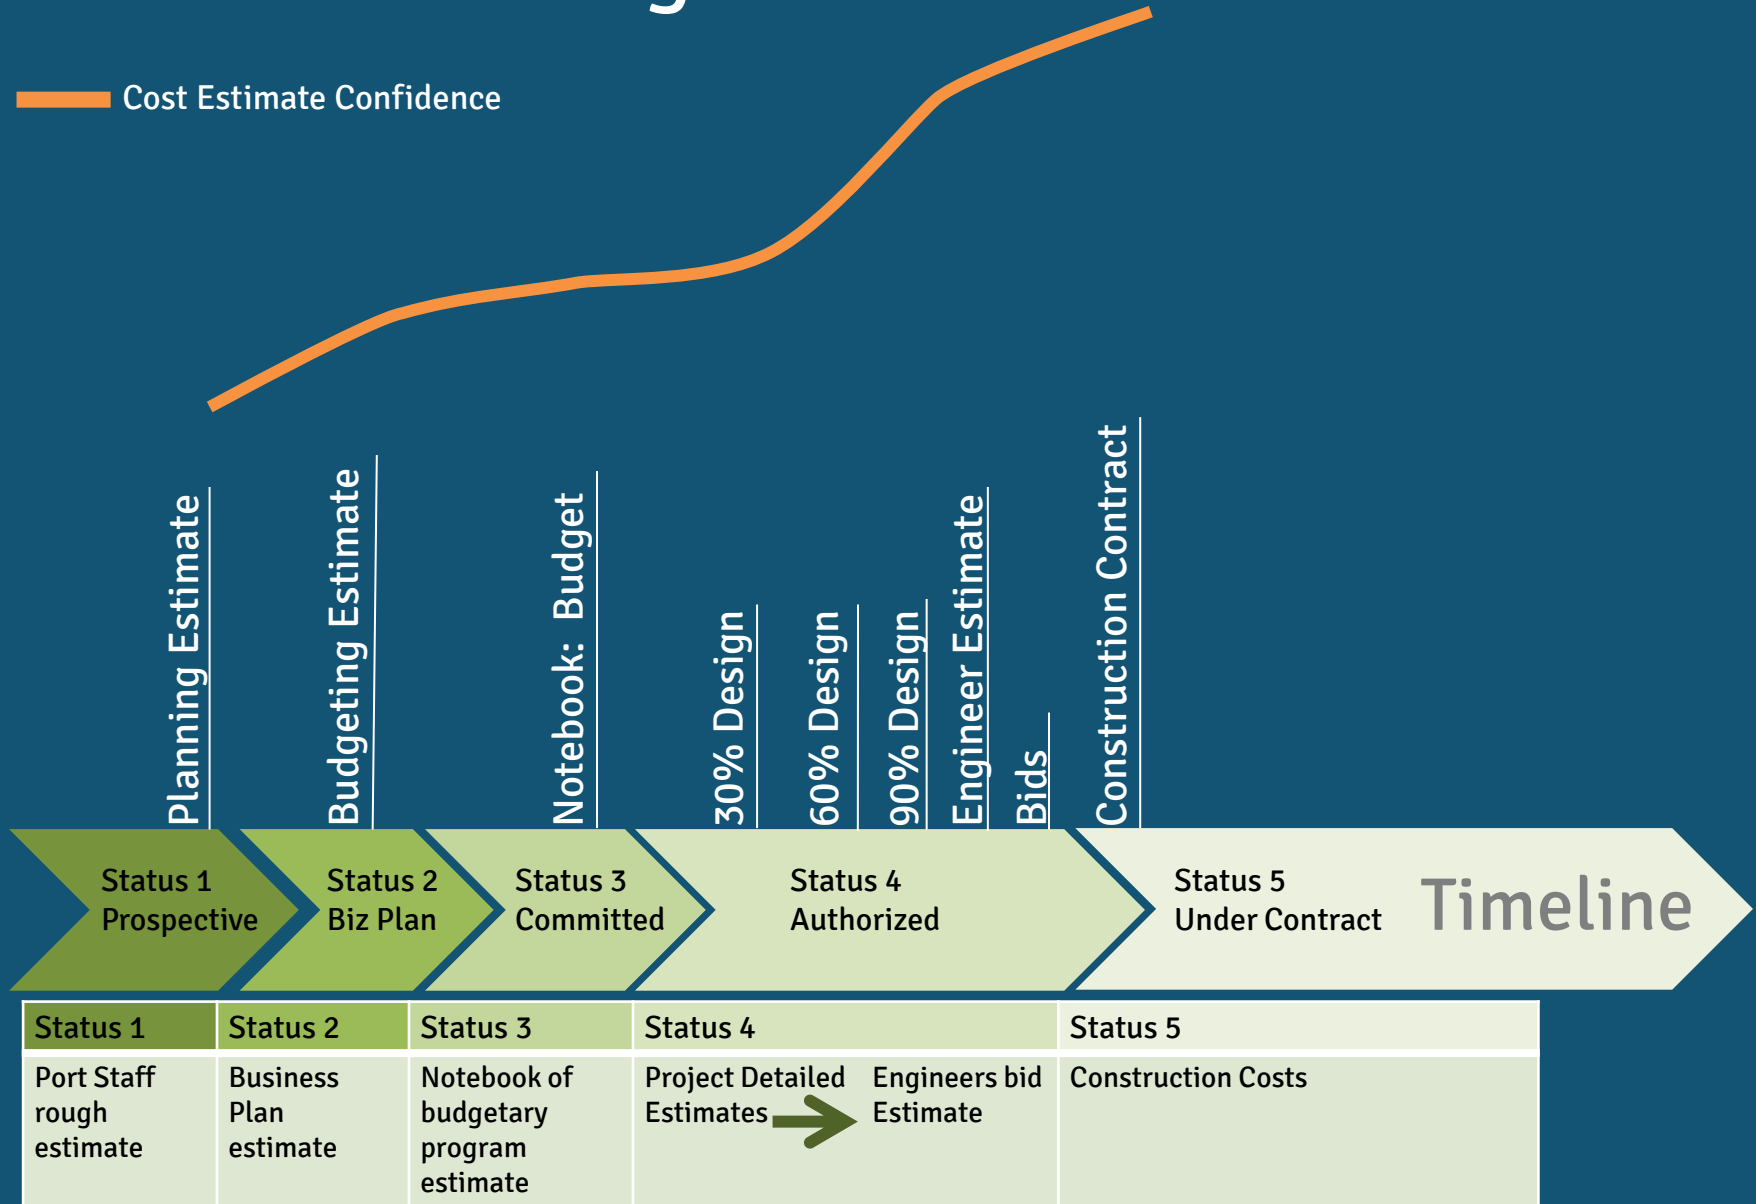 Cost Estimate Confidence
Planning Estimate
Budgeting Estimate
Notebook: Budget
30% Design
60% Design
90% Design
Engineer Estimate
Bids
Construction Contract
Status 1
Prospective
Status 2
Biz Plan
Status 3
Committed
Status 4
Authorized
Status 5
Under Contract
Timeline
Status 1
Status 2
Status 3
Status 4
Status 5
Port Staff
rough
estimate
Business
Plan
estimate
Notebook of
budgetary
program
estimate
Project Detailed
Estimates
Engineers bid
Estimate
Construction Costs